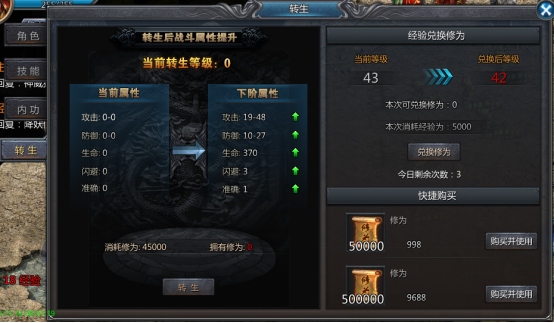 转生
角色
技能
内功
转生
转生后战斗属性提升
当前转生等级：0
当前属性
下阶属性
攻击: 0-0
攻击: 19-48
防御: 0-0
防御: 10-27
生命: 0
生命: 370
闪避: 0
闪避: 3
准确: 0
准确: 1
消耗修为: 45000
拥有修为: 0
转生
经验兑换修为
当前等级
兑换后等级
43
42
本次可兑换修为：0
本次消耗经验为：5000
兑换修为
今日剩余次数：3
快捷购买
修为
50000
998
购买并使用
修为
500000
9688
购买并使用